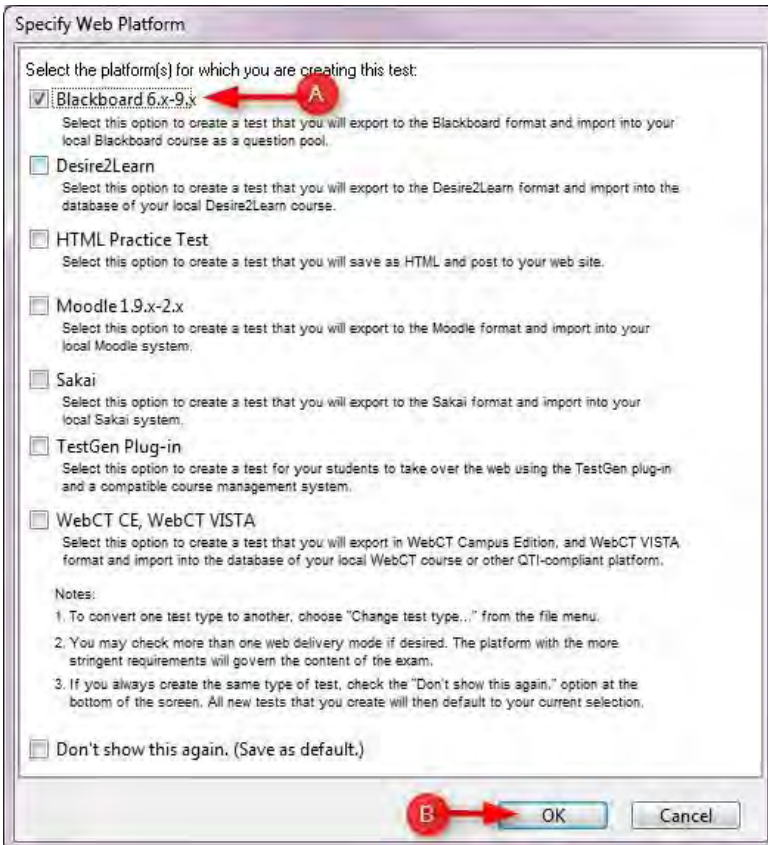 Specify Web Platform
Select the platform(s) for which you are creating this test:
Blackboard 6.x-9.x
A
Select this option to create a test that you will export to the Blackboard format and import into your
local Blackboard course as a question pool.
Desire2Learn
Select this option to create a test that you will export to the Desire2Learn format and import into the
database of your local Desire2Learn course.
HTML Practice Test
Select this option to create a test that you will save as HTML and post to your web site.
Moodle 1.9.x-2.x
Select this option to create a test that you will export to the Moodle format and import into your
local Moodle system.
Sakai
Select this option to create a test that you will export to the Sakai format and import into your
local Sakai system.
TestGen Plug-in
Select this option to create a test for your students to take over the web using the TestGen plug-in
and a compatible course management system.
WebCT CE, WebCT VISTA
Select this option to create a test that you will export in WebCT Campus Edition, and WebCT VISTA
format and import into the database of your local WebCT course or other QTI-compliant platform.
Notes:
1. To convert one test type to another, choose "Change test type..." from the file menu.
2. You may check more than one web delivery mode if desired. The platform with the more
stringent requirements will govern the content of the exam.
3. If you always create the same type of test, check the "Don't show this again." option at the
bottom of the screen. All new tests that you create will then default to your current selection.
Don't show this again. (Save as default.)
B
OK
Cancel